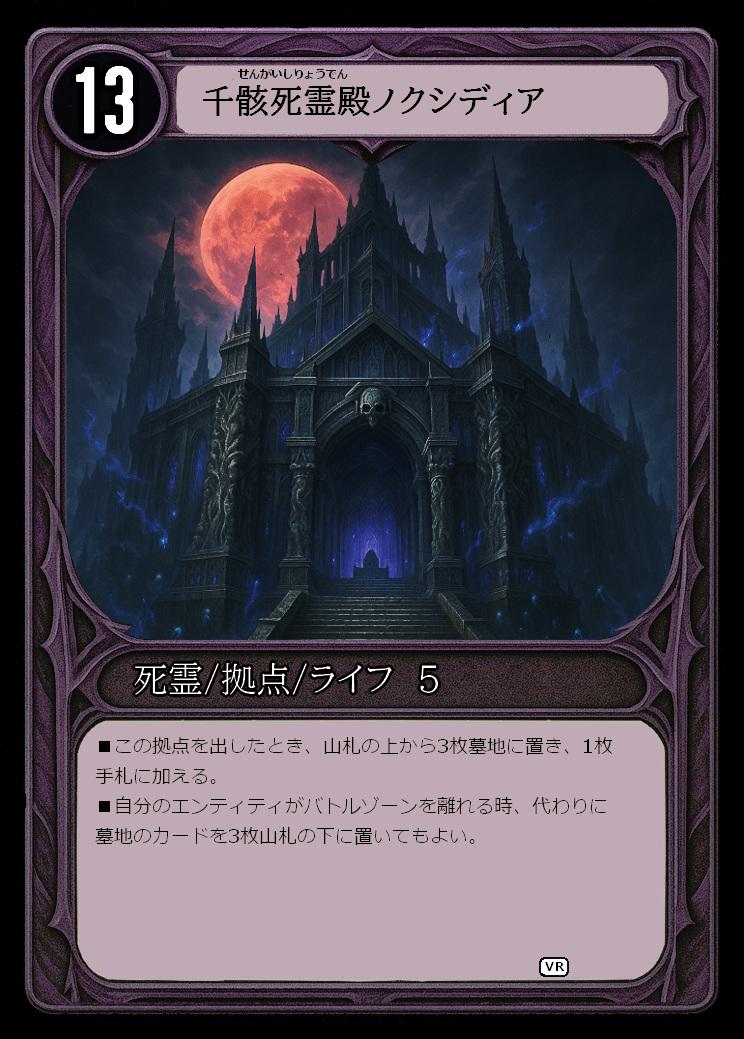 13
せんがいしりょうでん
千骸死霊殿ノクシディア
死霊/拠点/ライフ 5
■この拠点を出したとき、山札の上から3枚墓地に置き、1枚
手札に加える。
■自分のエンティティがバトルゾーンを離れる時、代わりに
墓地のカードを3枚山札の下に置いてもよい。
VR